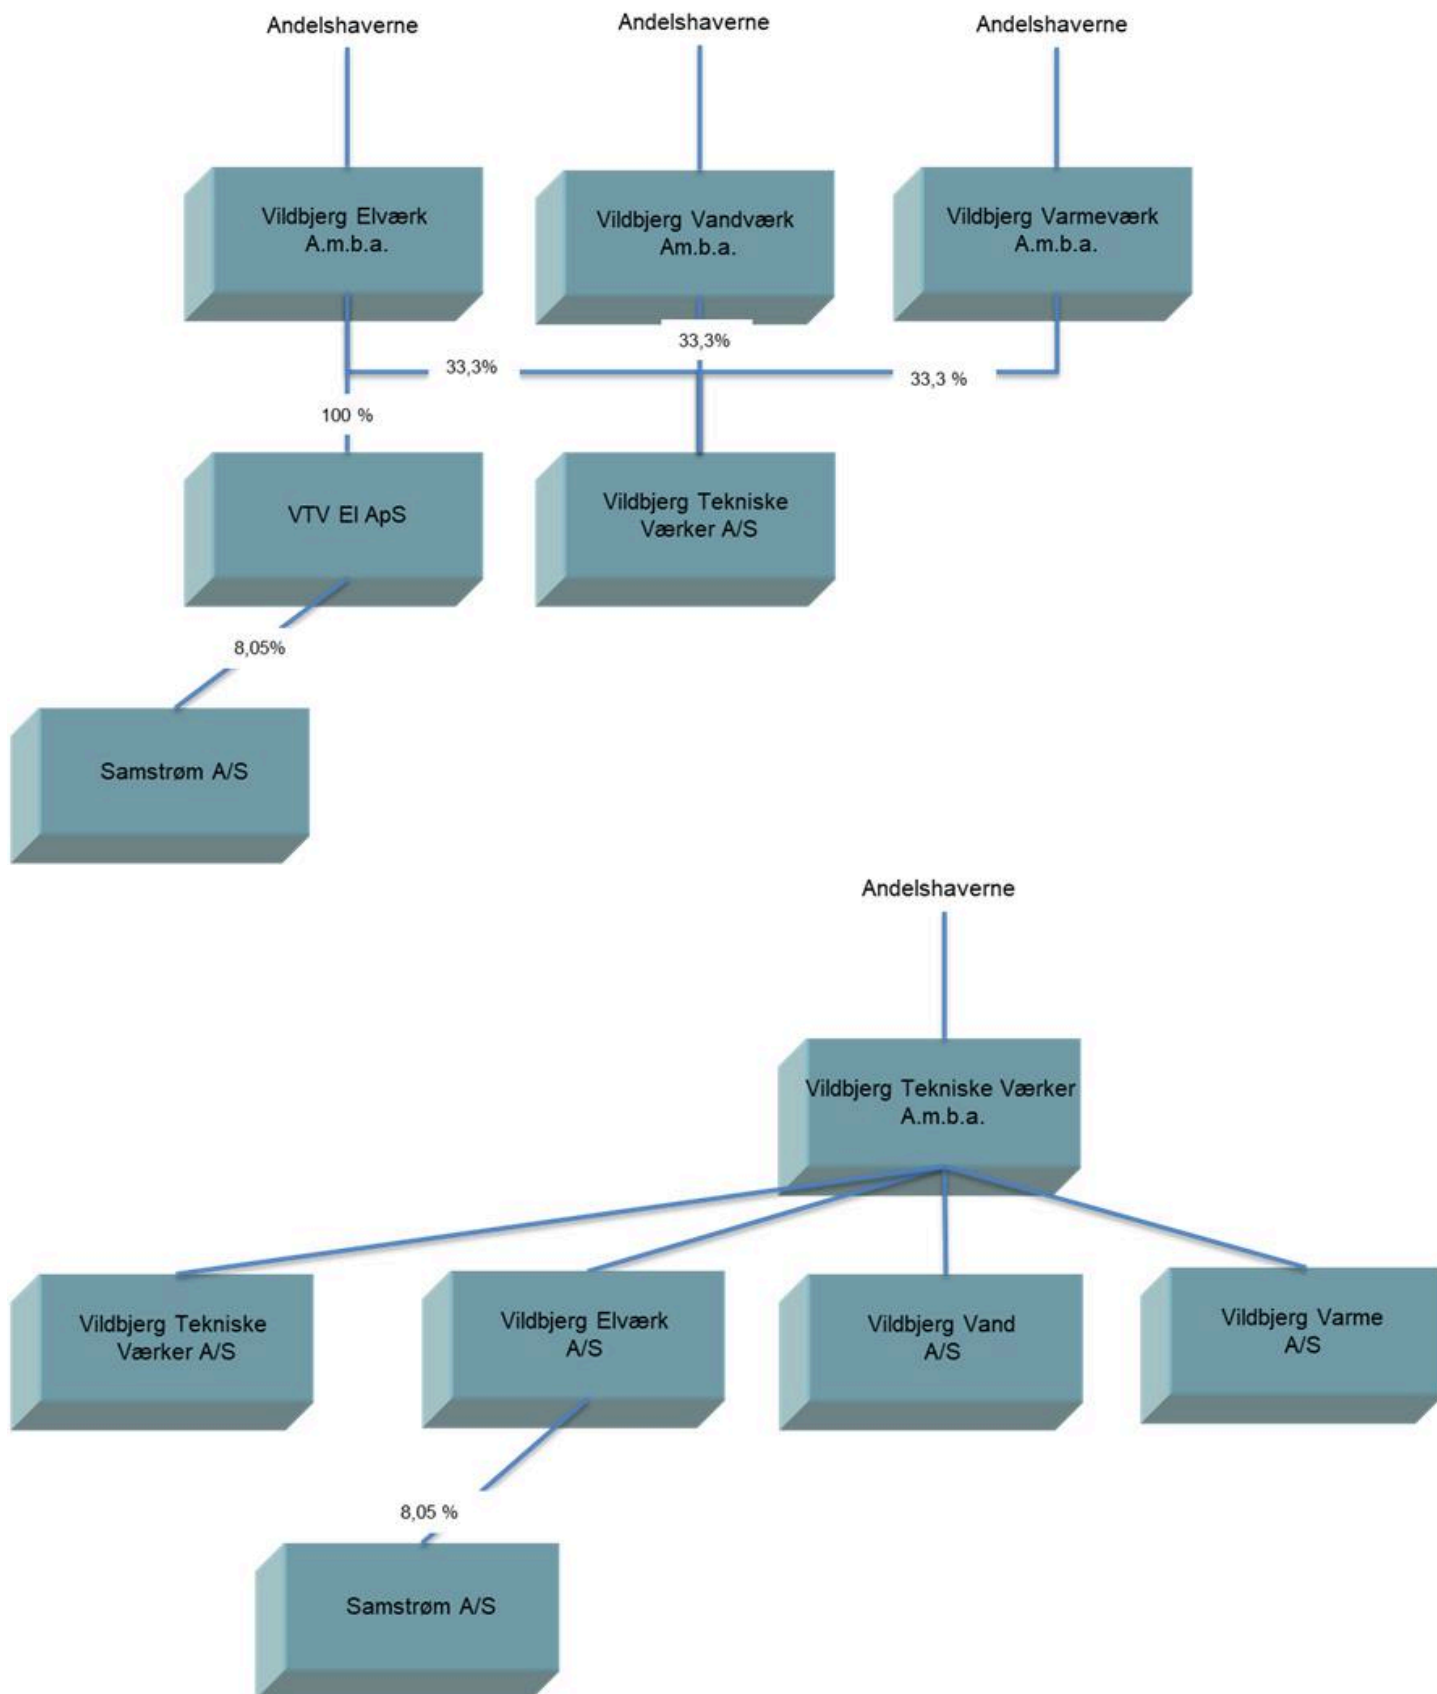 Andelshaverne
Andelshaverne
Andelshaverne
Vildbjerg Elværk
A.m.b.a.
Vildbjerg Vandværk
Am.b.a.
Vildbjerg Varmeværk
A.m.b.a.
33,3%
33,3%
33,3 %
100 %
VTV El ApS
Vildbjerg Tekniske
Værker A/S
8,05%
Samstrøm A/S
Andelshaverne
Vildbjerg Tekniske Værker
A.m.b.a.
Vildbjerg Tekniske
Værker A/S
Vildbjerg Elværk
A/S
Vildbjerg Vand
A/S
Vildbjerg Varme
A/S
8,05 %
Samstrøm A/S